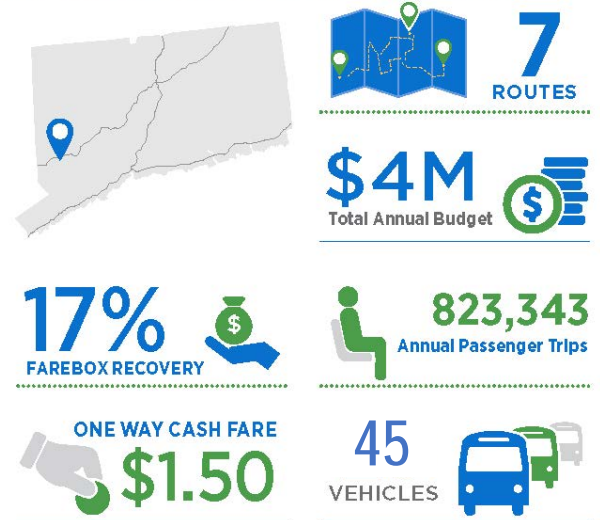 7
ROUTES
$4M
Total Annual Budget
$
17%
FAREBOX RECOVERY
$
823,343
Annual Passenger Trips
ONE WAY CASH FARE
$1.50
45
VEHICLES